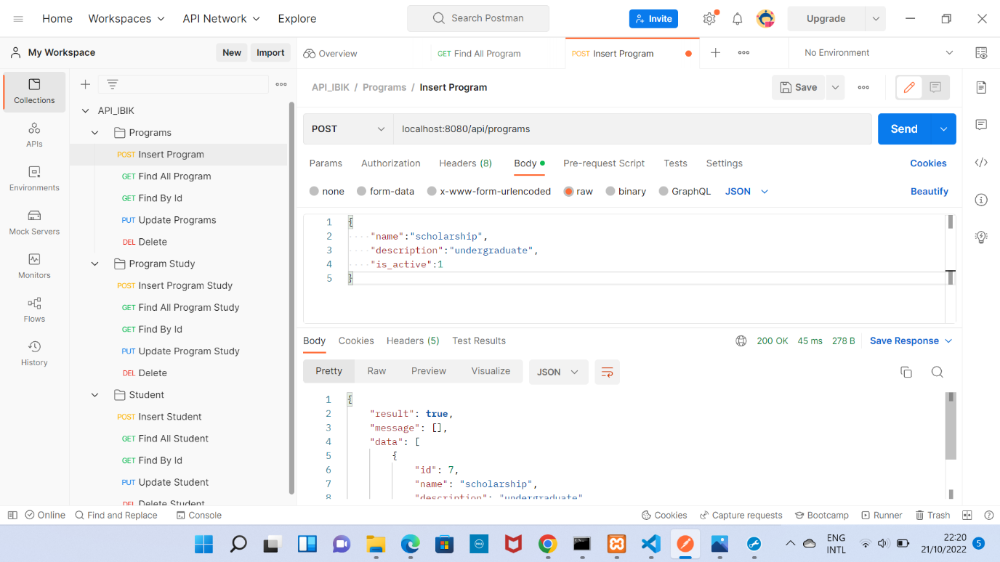 Home Workspaces API Network Explore Search Postman Invite Upgrade
My Workspace New Import Overview GET Find All Program POST Insert Program No Environment
Collections
APIs
Environments
Mock Servers
Monitors
Flows
History
API_IBIK
Programs
POST Insert Program
GET Find All Program
GET Find By Id
PUT Update Programs
DEL Delete
Program Study
POST Insert Program Study
GET Find All Program Study
GET Find By Id
PUT Update Program Study
DEL Delete
Student
POST Insert Student
GET Find All Student
GET Find By Id
PUT Update Student
DEL Delete Student
API_IBIK / Programs / Insert Program Save
POST localhost:8080/api/programs Send
Params Authorization Headers (8) Body Pre-request Script Tests Settings Cookies
none form-data x-www-form-urlencoded raw binary GraphQL JSON Beautify
1 {
2 "name":"scholarship",
3 "description":"undergraduate",
4 "is_active":1
5 }
Body Cookies Headers (5) Test Results 200 OK 45 ms 278 B Save Response
Pretty Raw Preview Visualize JSON
1 {
2 "result": true,
3 "message": [],
4 "data": [
5 {
6 "id": 7,
7 "name": "scholarship",
8 "description": "undergraduate"
Online Find and Replace Console Cookies Capture requests Bootcamp Runner Trash
ENG
INTL
22:20
21/10/2022
5